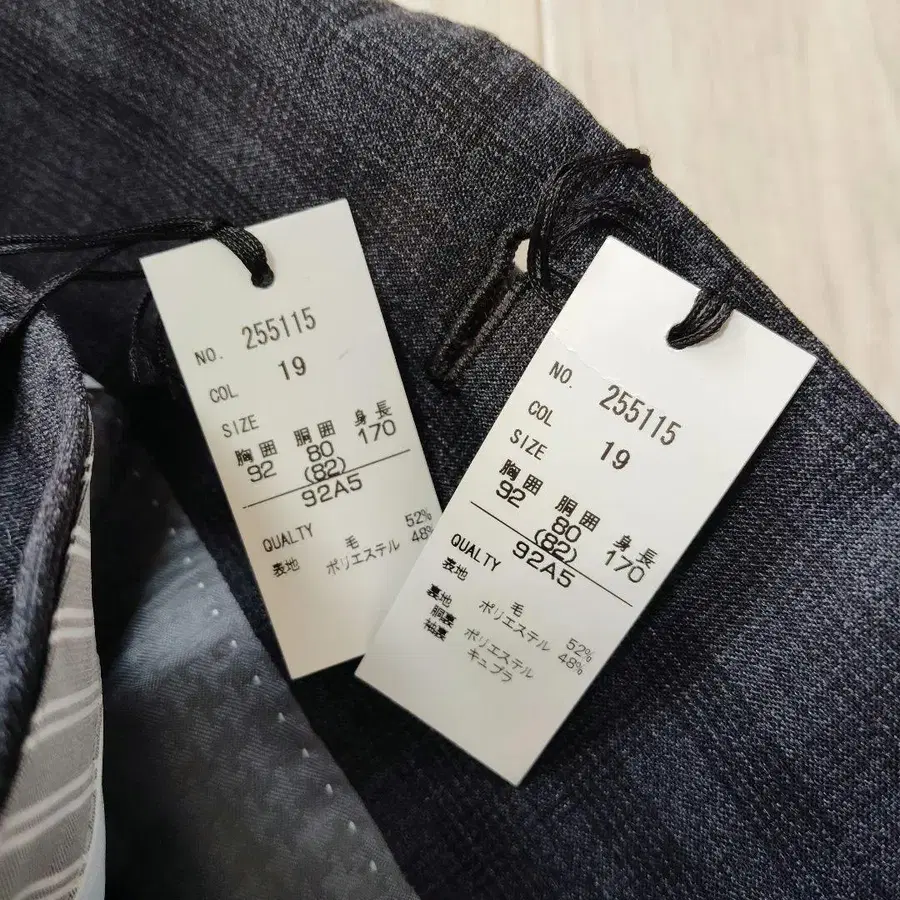 NO. 255115
COL 19
SIZE
胸囲 胴囲 身長
92 80 170
(82)
92A5
QUALTY
表地 毛 52%
ポリエステル 48%
NO. 255115
COL 19
SIZE
胸囲 胴囲 身長
92 80 170
(82)
92A5
QUALTY
表地 毛 52%
ポリエステル 48%
裏地
胴裏 ポリエステル
袖裏 キュプラ